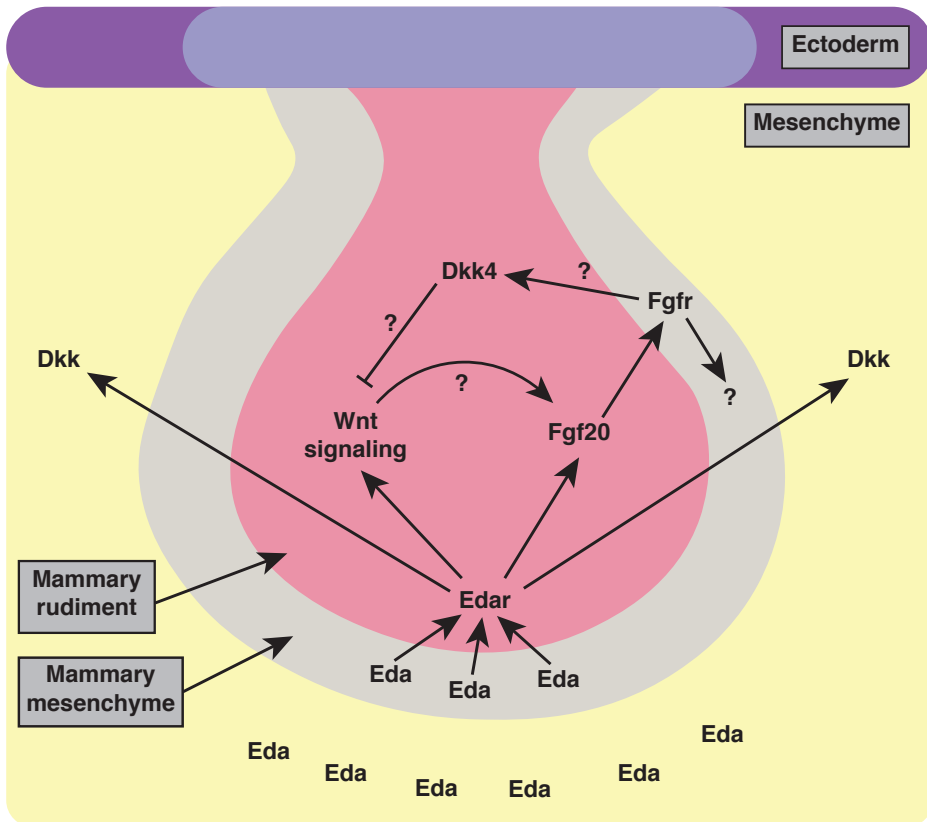 Ectoderm
Mesenchyme
Dkk4
?
Fgfr
?
Dkk
?
?
Dkk
Wnt
signaling
Fgf20
Mammary
rudiment
Edar
Mammary
mesenchyme
Eda
Eda
Eda
Eda
Eda
Eda
Eda
Eda
Eda